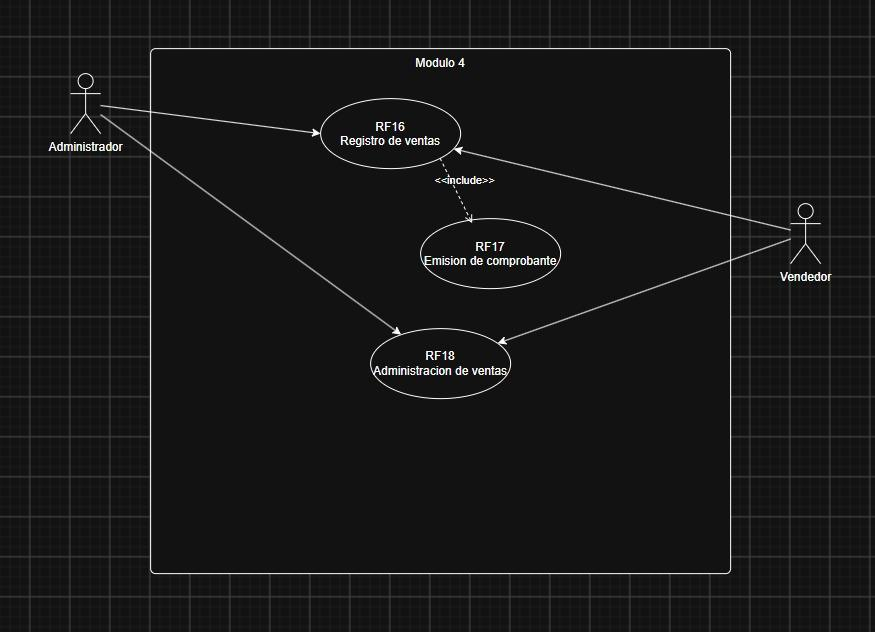 Modulo 4
Administrador
RF16
Registro de ventas
<<include>>
RF17
Emision de comprobante
Vendedor
RF18
Administracion de ventas